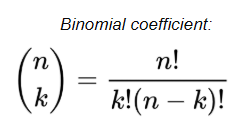 Binomial coefficient:
(n k) = n! / k!(n − k)!